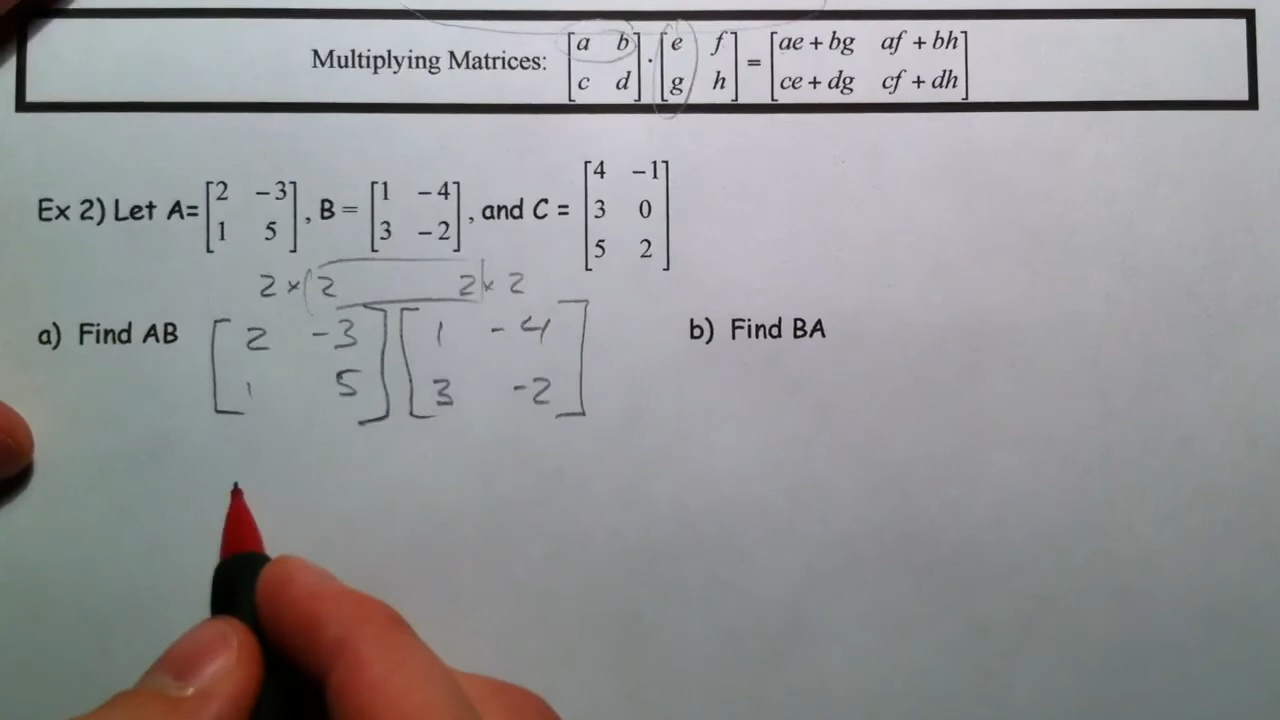 Multiplying Matrices: [a b] · [e f] = [ae + bg af + bh]
[c d] [g h] [ce + dg cf + dh]
Ex 2) Let A= [2 −3], B = [1 −4], and C = [4 −1]
[1 5] [3 −2] [3 0]
[5 2]
2 × 2 2 × 2
a) Find AB [2 -3] [1 -4]
[1 5] [3 -2]
b) Find BA